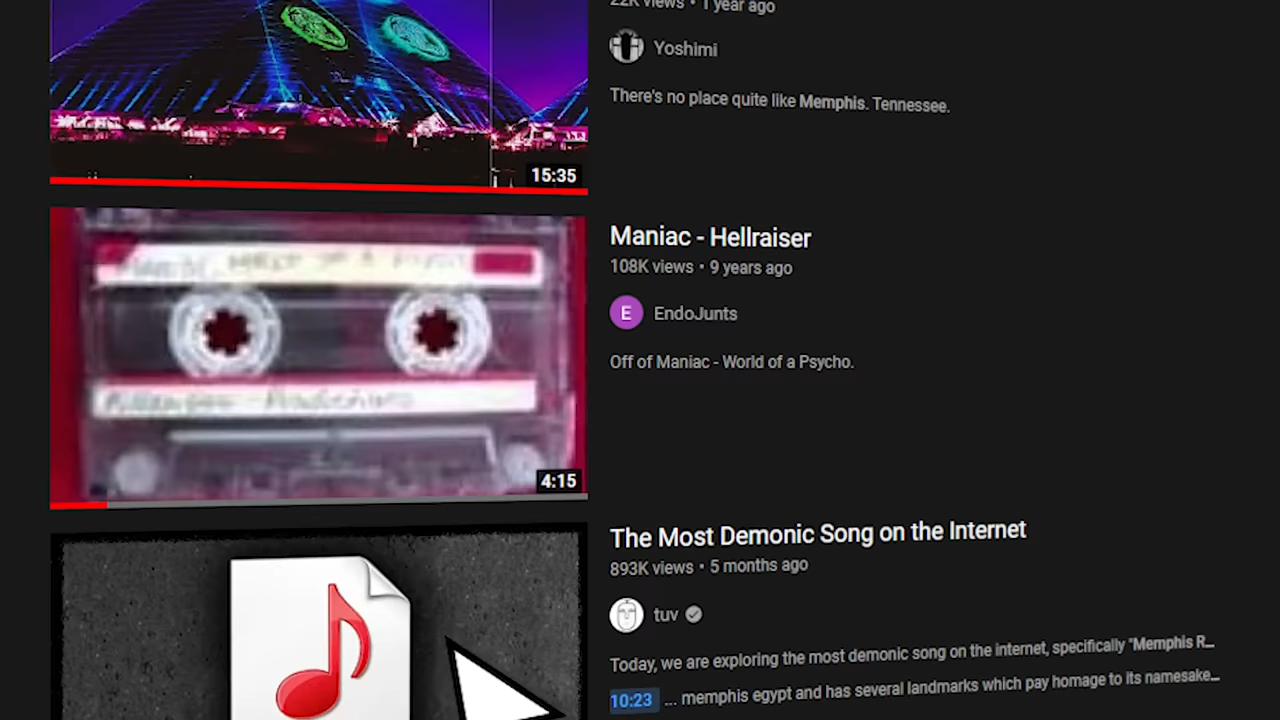 22K views • 1 year ago
Yoshimi
There's no place quite like Memphis. Tennessee.
15:35
Maniac - Hellraiser
108K views • 9 years ago
E
EndoJunts
Off of Maniac - World of a Psycho.
4:15
The Most Demonic Song on the Internet
893K views • 5 months ago
tuv
Today, we are exploring the most demonic song on the internet, specifically "Memphis R...
10:23 ... memphis egypt and has several landmarks which pay homage to its namesake...